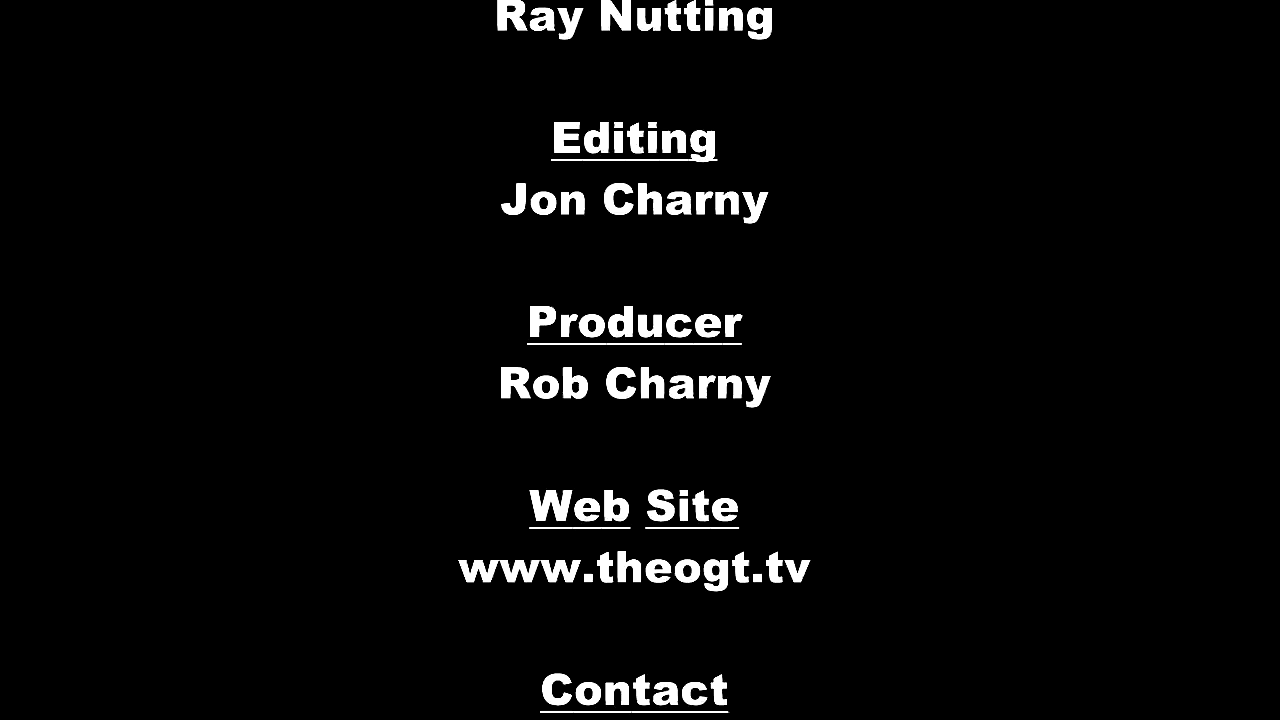 Ray Nutting
Editing
Jon Charny
Producer
Rob Charny
Web Site
www.theogt.tv
Contact